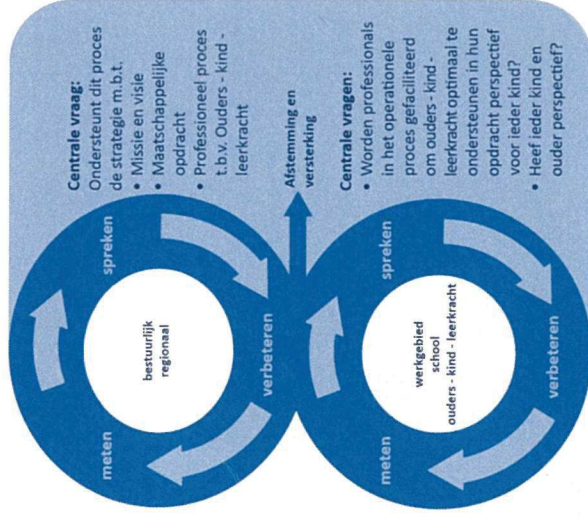 meten
spreken
verbeteren
bestuurlijk
regionaal
Centrale vraag:
Ondersteunt dit proces
de strategie m.b.t.
• Missie en visie
• Maatschappelijke
opdracht
• Professioneel proces
t.b.v. Ouders - kind -
leerkracht
Afstemming en
versterking
meten
spreken
verbeteren
werkgebied
school
ouders - kind - leerkracht
Centrale vragen:
• Worden professionals
in het operationele
proces gefaciliteerd
om ouders - kind -
leerkracht optimaal te
ondersteunen in hun
opdracht perspectief
voor ieder kind?
• Heef ieder kind en
ouder perspectief?